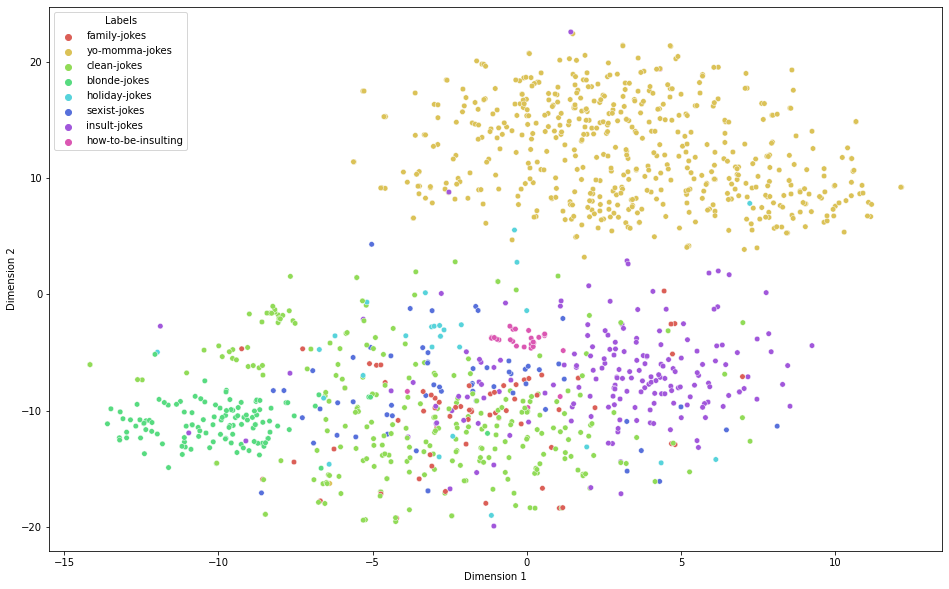 Labels
family-jokes
yo-momma-jokes
clean-jokes
blonde-jokes
holiday-jokes
sexist-jokes
insult-jokes
how-to-be-insulting
20
10
0
−10
−20
Dimension 2
−15
−10
−5
0
5
10
Dimension 1